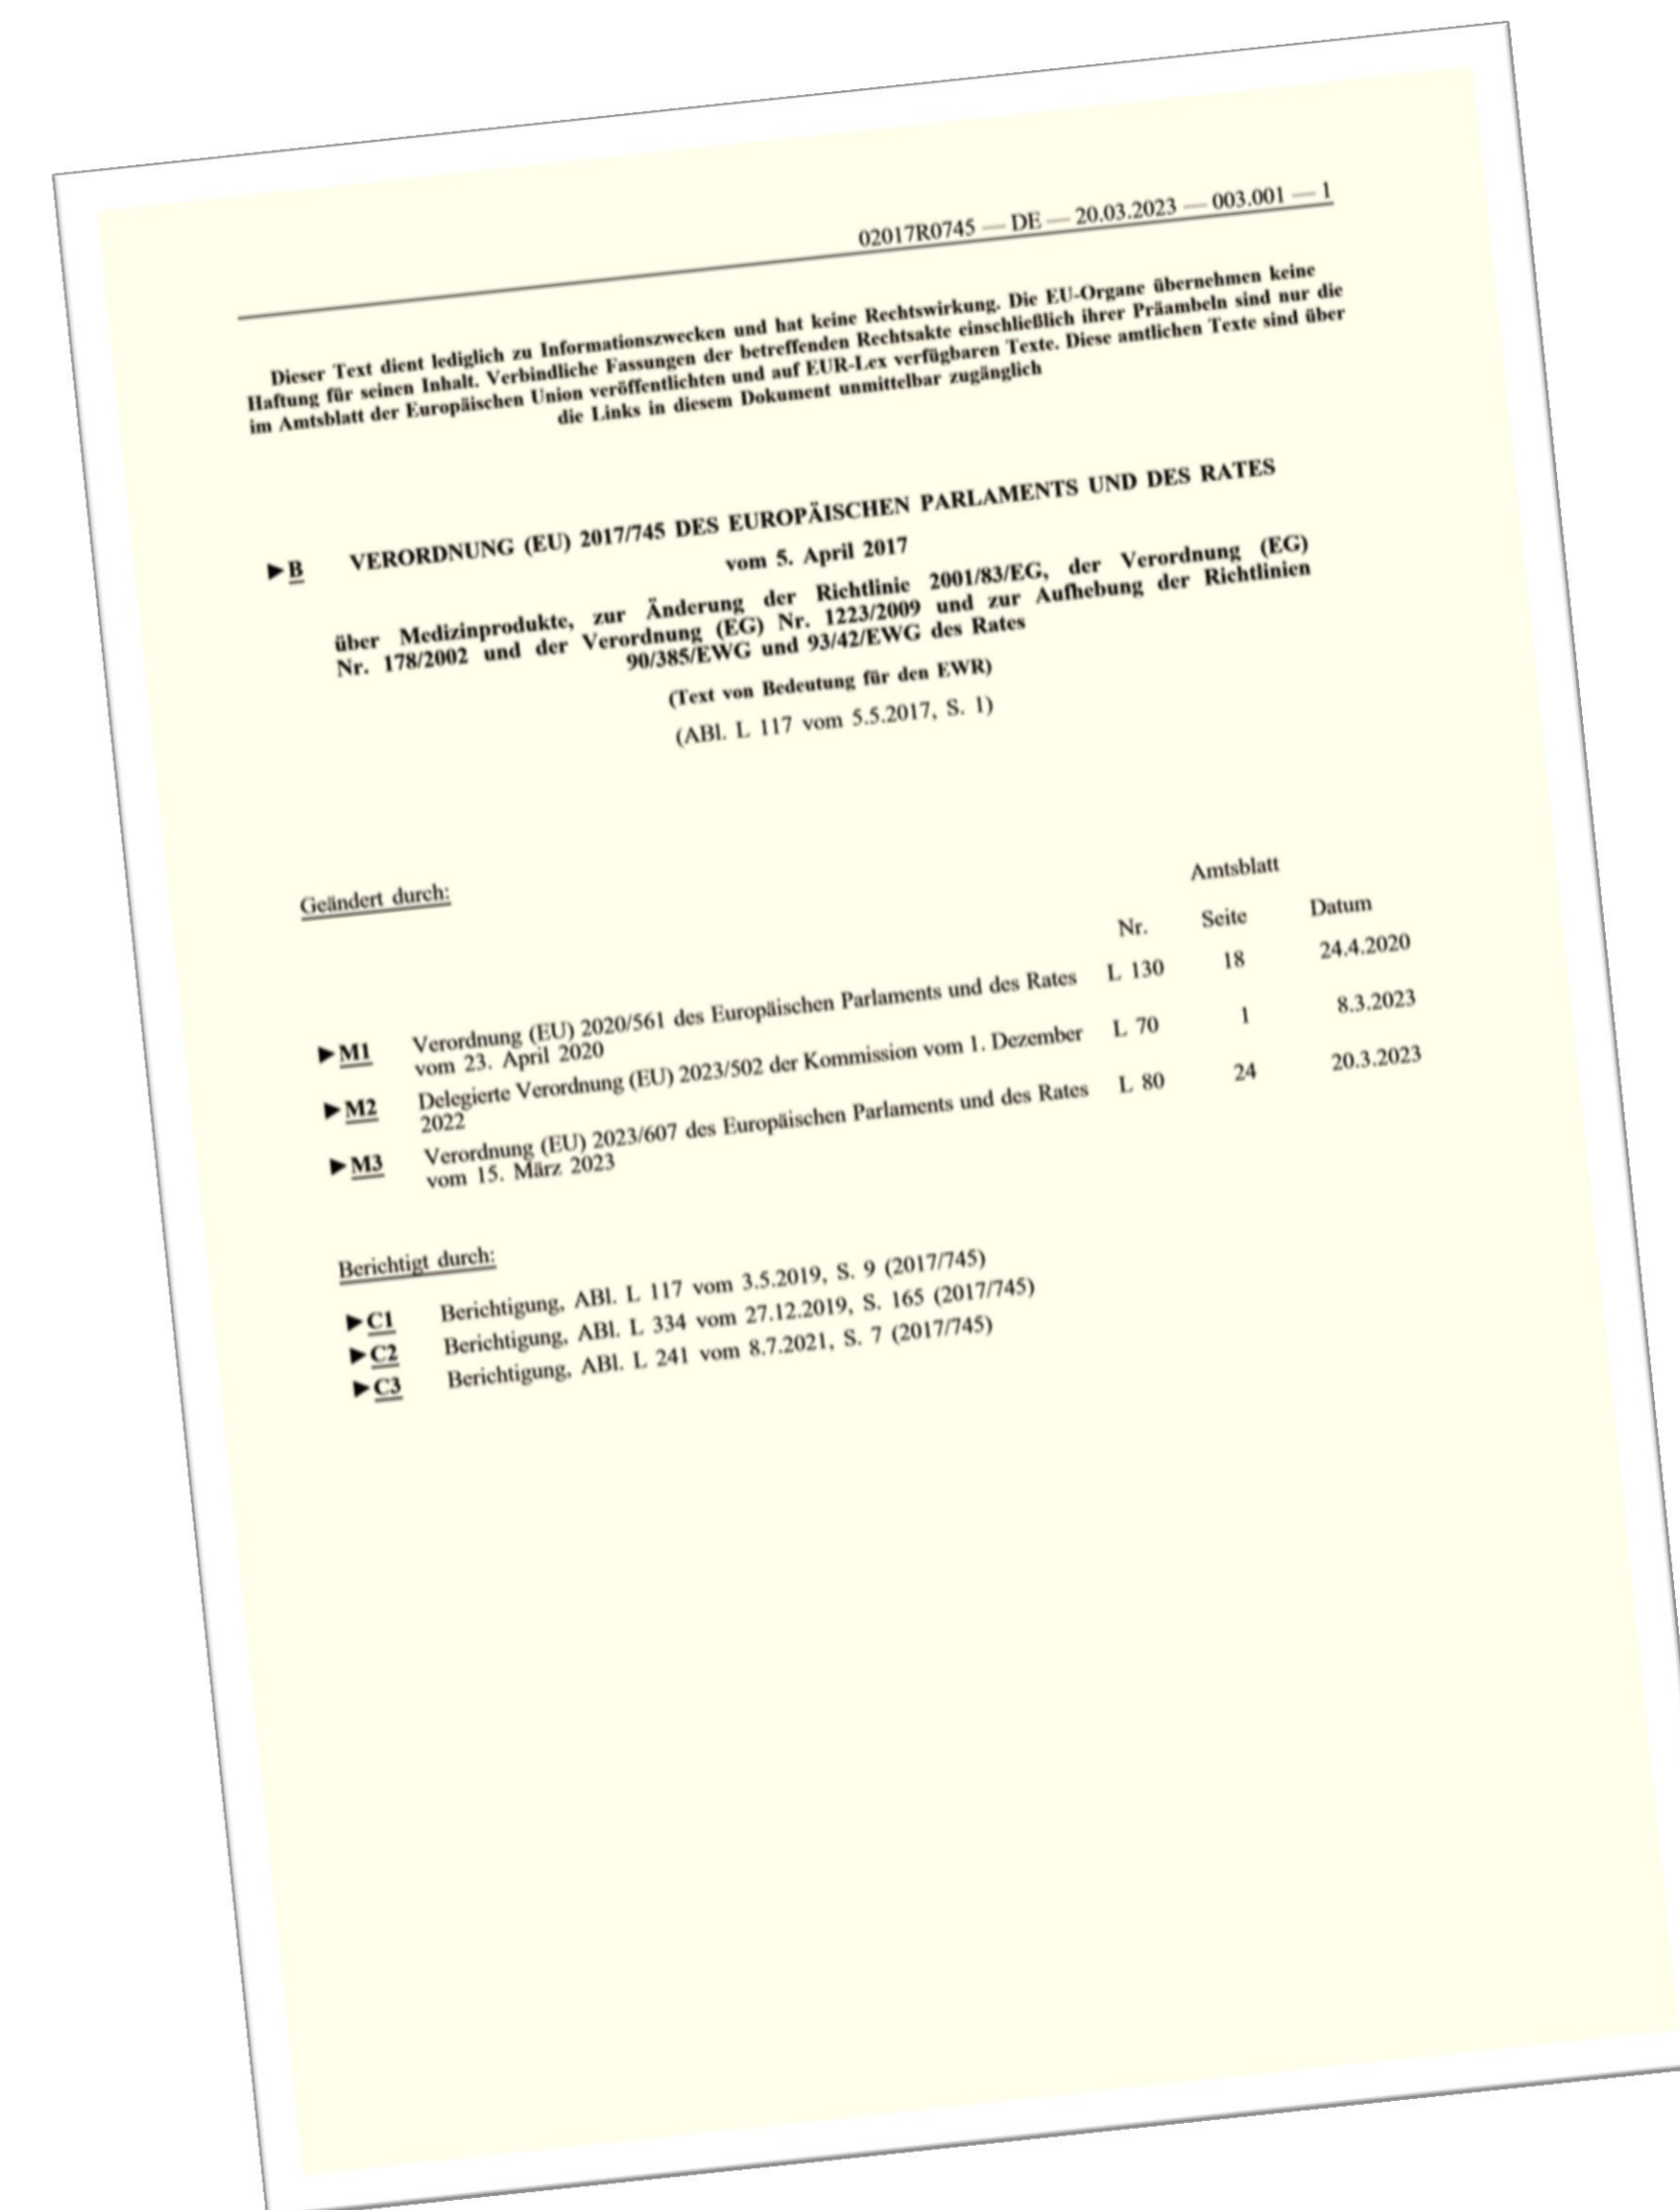 02017R0745 — DE — 20.03.2023 — 003.001 — 1
Dieser Text dient lediglich zu Informationszwecken und hat keine Rechtswirkung. Die EU-Organe übernehmen keine
Haftung für seinen Inhalt. Verbindliche Fassungen der betreffenden Rechtsakte einschließlich ihrer Präambeln sind nur die
im Amtsblatt der Europäischen Union veröffentlichten und auf EUR-Lex verfügbaren Texte. Diese amtlichen Texte sind über
die Links in diesem Dokument unmittelbar zugänglich
►B VERORDNUNG (EU) 2017/745 DES EUROPÄISCHEN PARLAMENTS UND DES RATES
vom 5. April 2017
über Medizinprodukte, zur Änderung der Richtlinie 2001/83/EG, der Verordnung (EG)
Nr. 178/2002 und der Verordnung (EG) Nr. 1223/2009 und zur Aufhebung der Richtlinien
90/385/EWG und 93/42/EWG des Rates
(Text von Bedeutung für den EWR)
(ABl. L 117 vom 5.5.2017, S. 1)
Geändert durch:
Amtsblatt
Nr. Seite Datum
►M1 Verordnung (EU) 2020/561 des Europäischen Parlaments und des Rates L 130 18 24.4.2020
vom 23. April 2020
►M2 Delegierte Verordnung (EU) 2023/502 der Kommission vom 1. Dezember L 70 1 8.3.2023
2022
►M3 Verordnung (EU) 2023/607 des Europäischen Parlaments und des Rates L 80 24 20.3.2023
vom 15. März 2023
Berichtigt durch:
►C1 Berichtigung, ABl. L 117 vom 3.5.2019, S. 9 (2017/745)
►C2 Berichtigung, ABl. L 334 vom 27.12.2019, S. 165 (2017/745)
►C3 Berichtigung, ABl. L 241 vom 8.7.2021, S. 7 (2017/745)